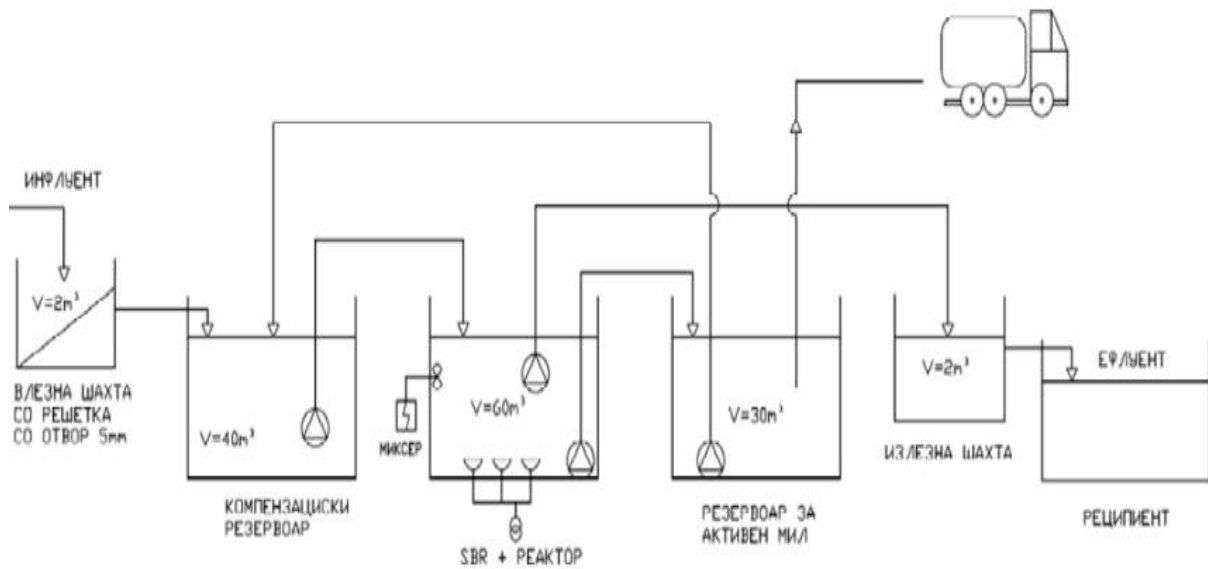 ИНФЛУЕНТ
V=2m³
ВЛЕЗНА ШАХТА
СО РЕШЕТКА
СО ОТВОР 5mm
V=40m³
КОМПЕНЗАЦИСКИ
РЕЗЕРВОАР
МИКСЕР
V=60m³
SBR + РЕАКТОР
V=30m³
РЕЗЕРВОАР ЗА
АКТИВЕН МИЛ
V=2m³
ИЗЛЕЗНА ШАХТА
ЕФЛУЕНТ
РЕЦИПИЕНТ